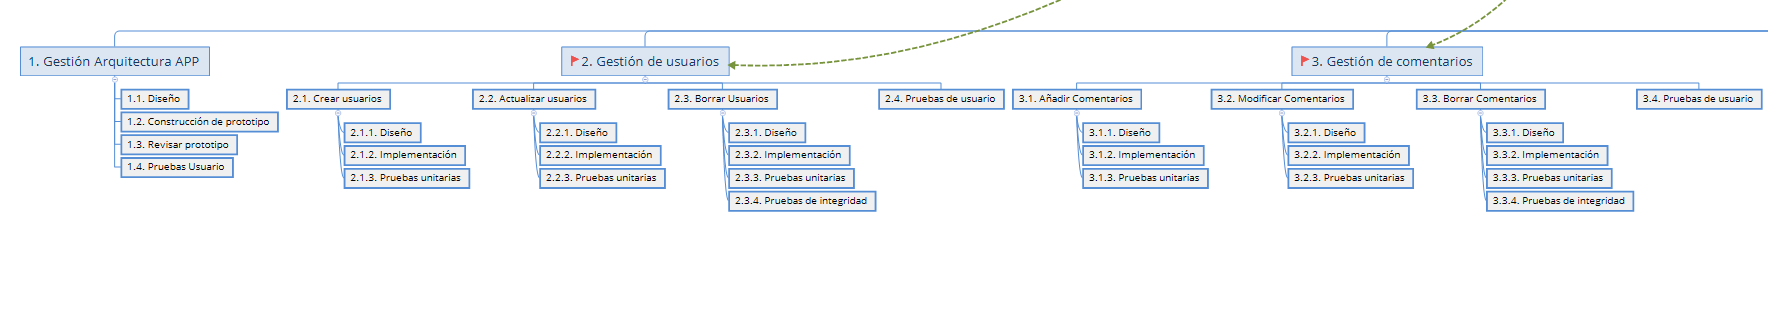 1. Gestión Arquitectura APP
1.1. Diseño
1.2. Construcción de prototipo
1.3. Revisar prototipo
1.4. Pruebas Usuario
2. Gestión de usuarios
2.1. Crear usuarios
2.1.1. Diseño
2.1.2. Implementación
2.1.3. Pruebas unitarias
2.2. Actualizar usuarios
2.2.1. Diseño
2.2.2. Implementación
2.2.3. Pruebas unitarias
2.3. Borrar Usuarios
2.3.1. Diseño
2.3.2. Implementación
2.3.3. Pruebas unitarias
2.3.4. Pruebas de integridad
2.4. Pruebas de usuario
3. Gestión de comentarios
3.1. Añadir Comentarios
3.1.1. Diseño
3.1.2. Implementación
3.1.3. Pruebas unitarias
3.2. Modificar Comentarios
3.2.1. Diseño
3.2.2. Implementación
3.2.3. Pruebas unitarias
3.3. Borrar Comentarios
3.3.1. Diseño
3.3.2. Implementación
3.3.3. Pruebas unitarias
3.3.4. Pruebas de integridad
3.4. Pruebas de usuario